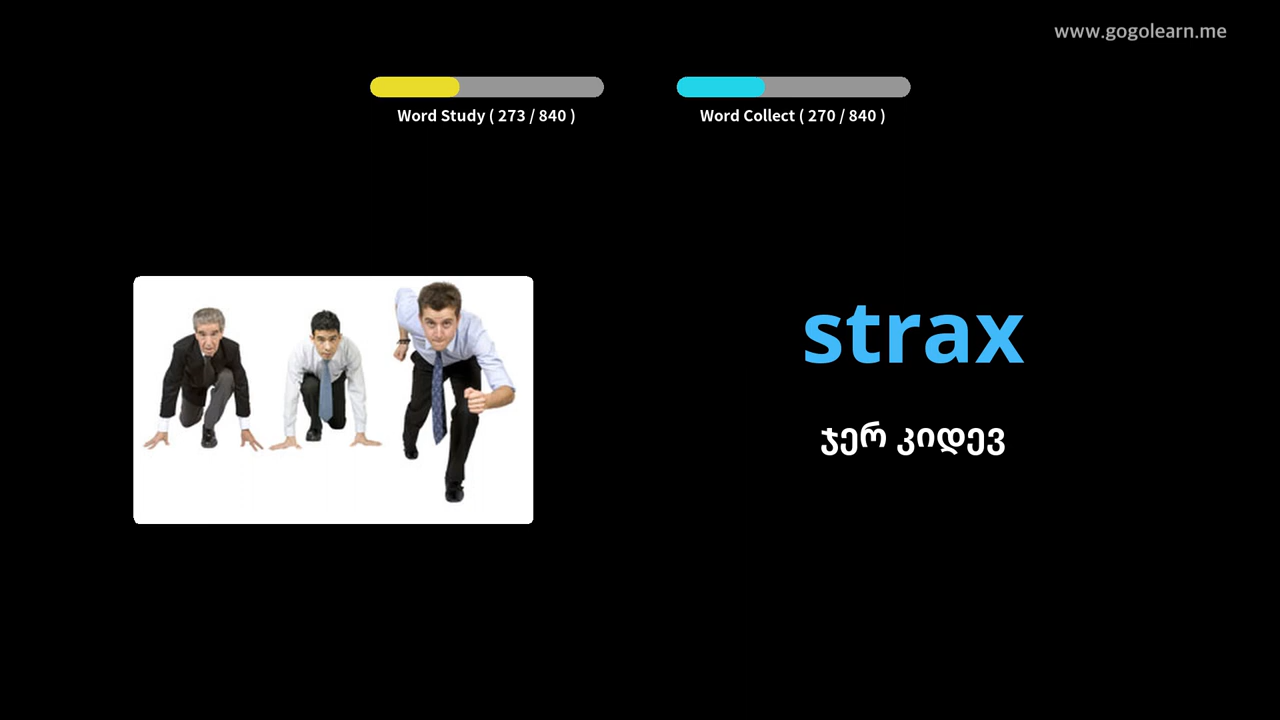 www.gogolearn.me
Word Study ( 273 / 840 )
Word Collect ( 270 / 840 )
strax
ჯერ კიდევ